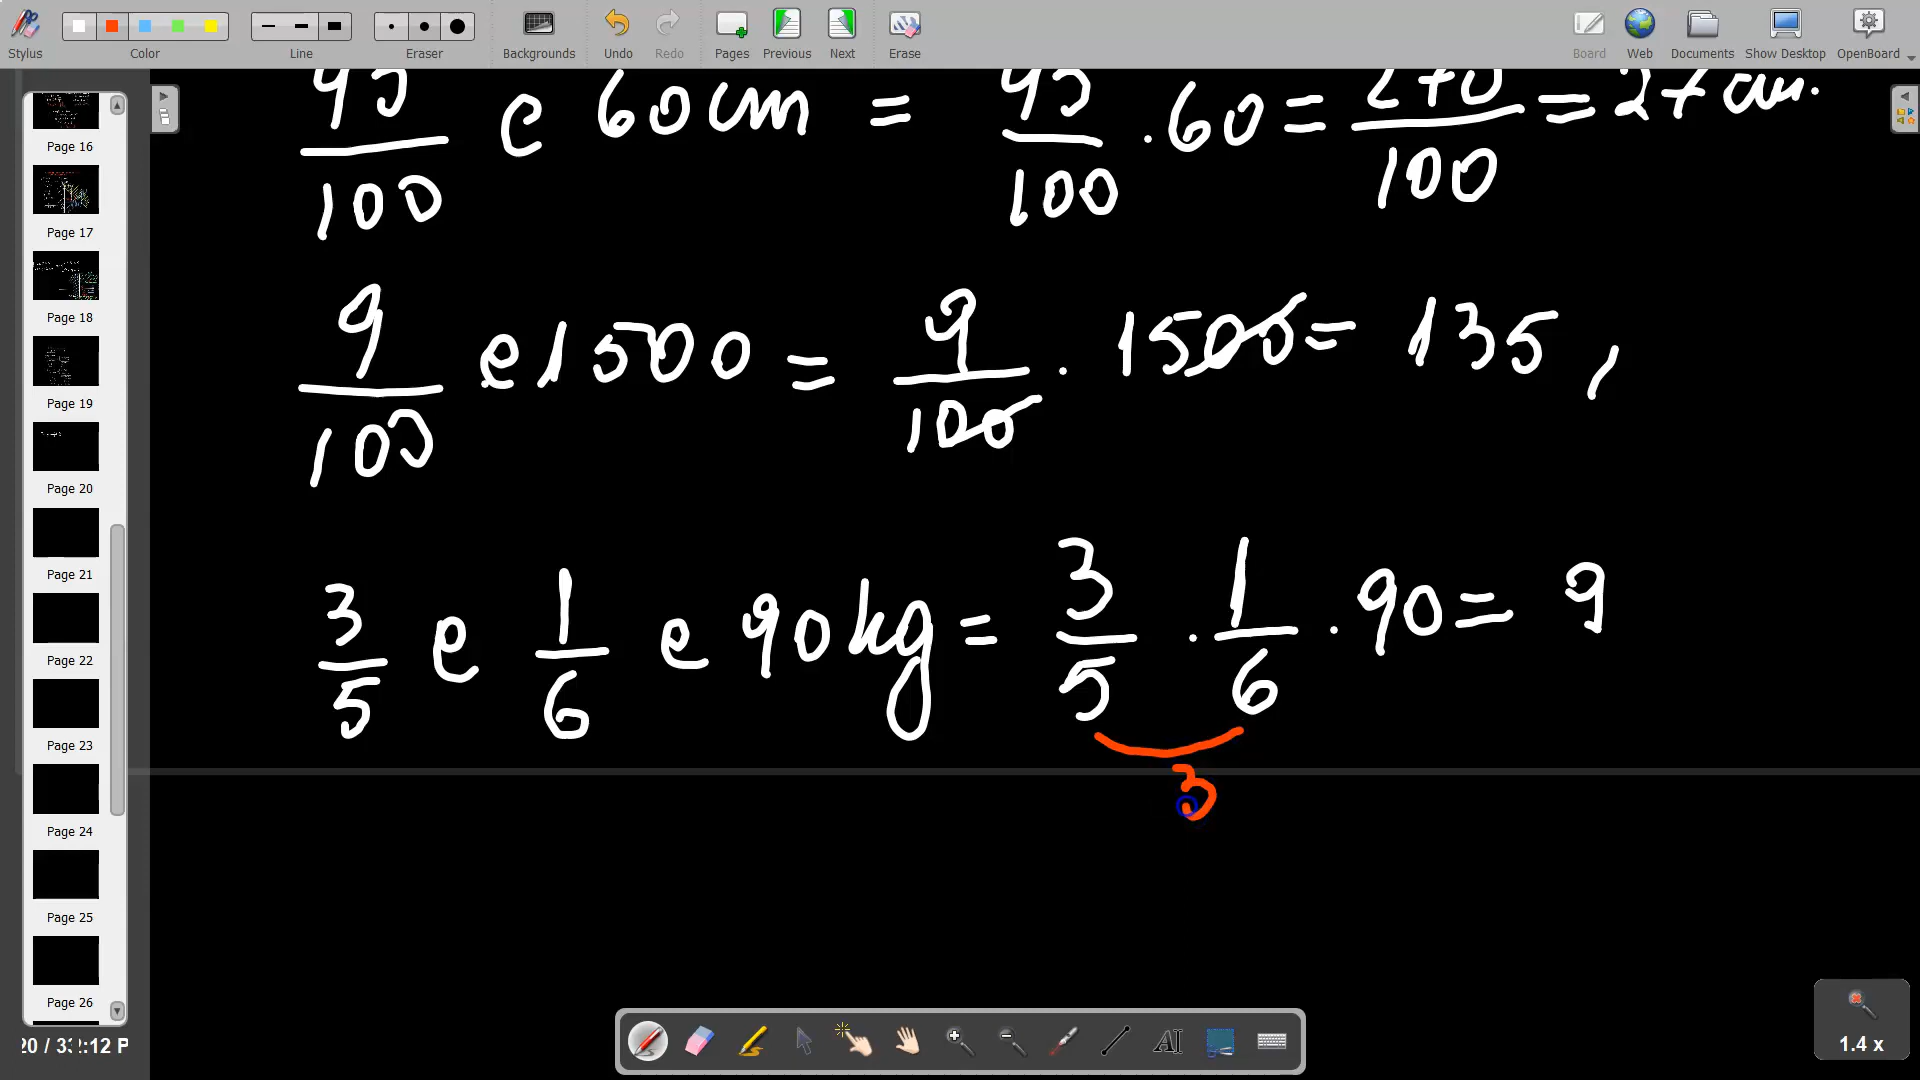 Stylus Color Line Eraser Backgrounds Undo Redo Pages Previous Next Erase Board Web Documents Show Desktop OpenBoard
Page 16
Page 17
Page 18
Page 19
Page 20
Page 21
Page 22
Page 23
Page 24
Page 25
Page 26
45/100 e 60 cm = 45/100 . 60 = 270/100 = 27 cm.
9/100 e 1500 = 9/100 . 1500 = 135 ,
3/5 e 1/6 e 90 kg = 3/5 . 1/6 . 90 = 9
3
1.4 x